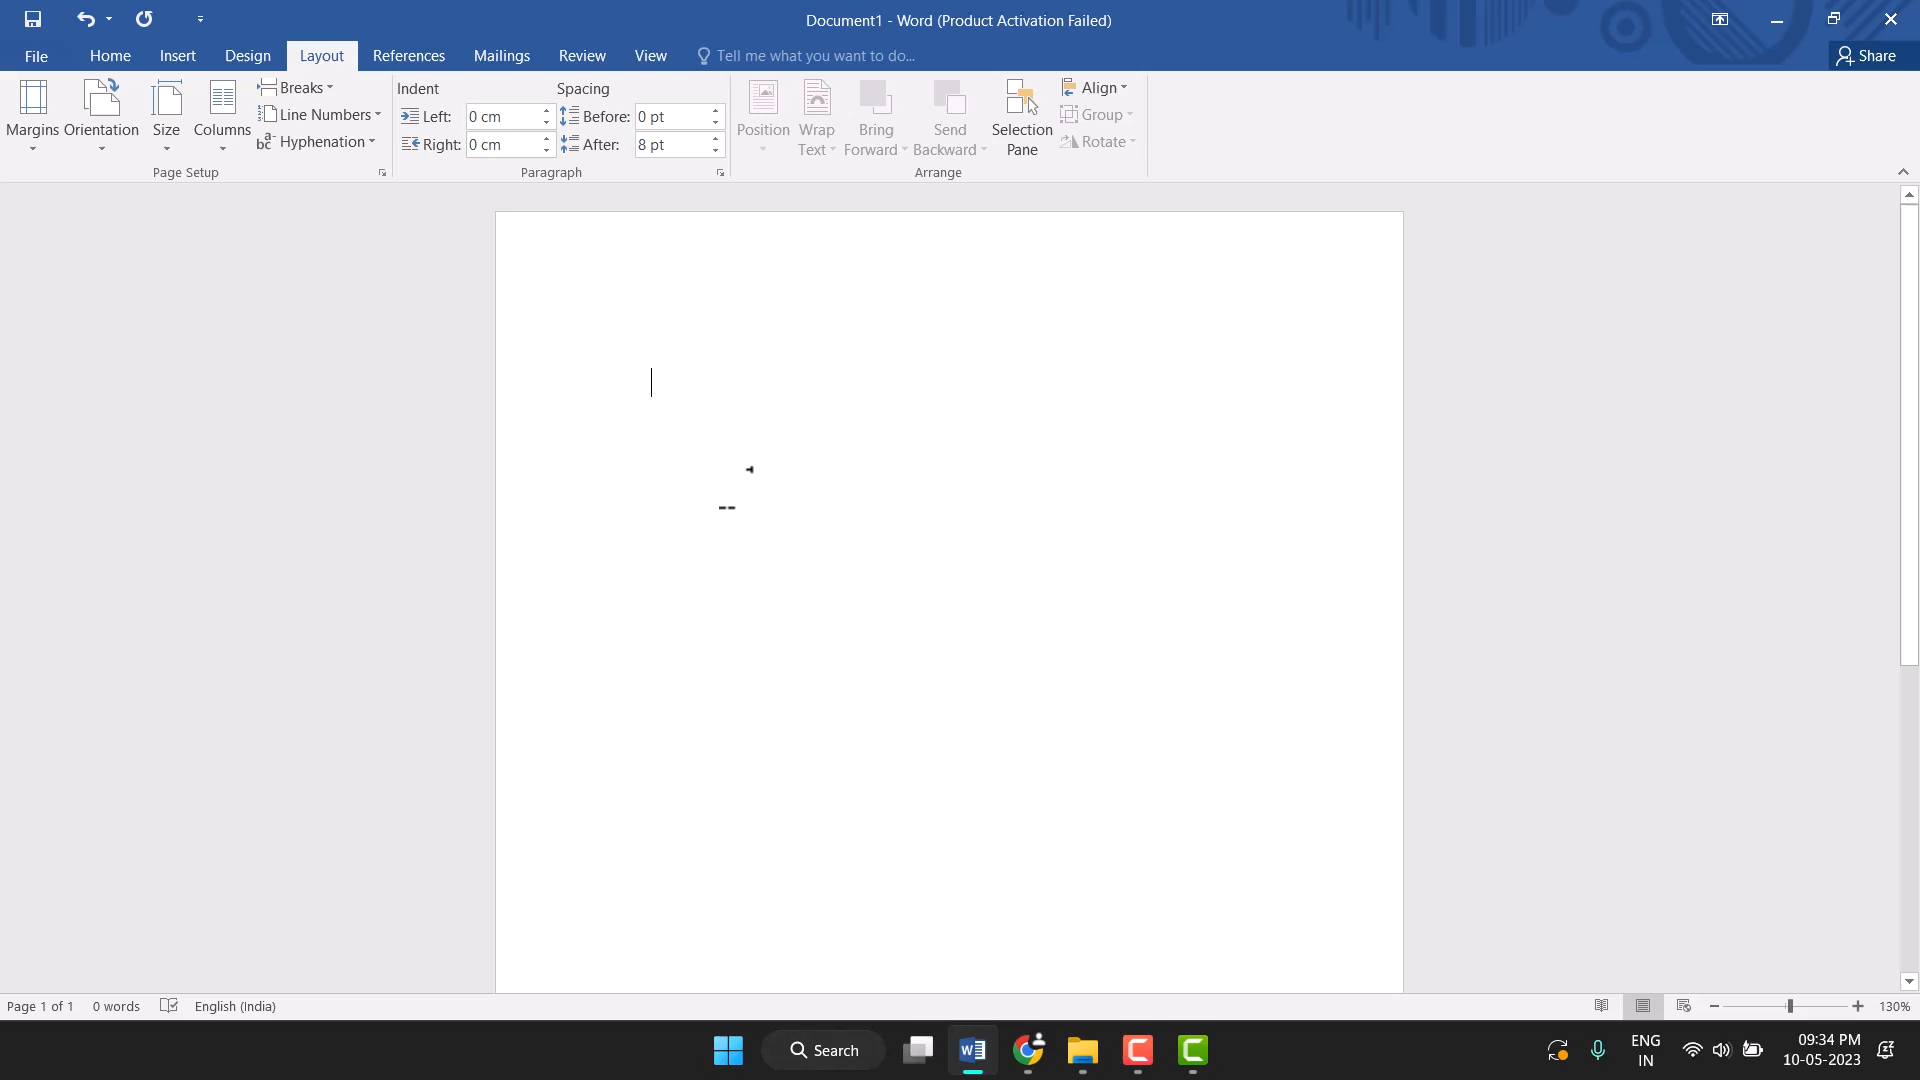 Document1 - Word (Product Activation Failed)
File Home Insert Design Layout References Mailings Review View Tell me what you want to do... Share
Margins Orientation Size Columns
Breaks
Line Numbers
Hyphenation
Page Setup
Indent Spacing
Left: 0 cm Before: 0 pt
Right: 0 cm After: 8 pt
Paragraph
Position
Wrap Text
Bring Forward
Send Backward
Selection Pane
Align
Group
Rotate
Arrange
Page 1 of 1 0 words English (India) 130%
Search
ENG
IN
09:34 PM
10-05-2023